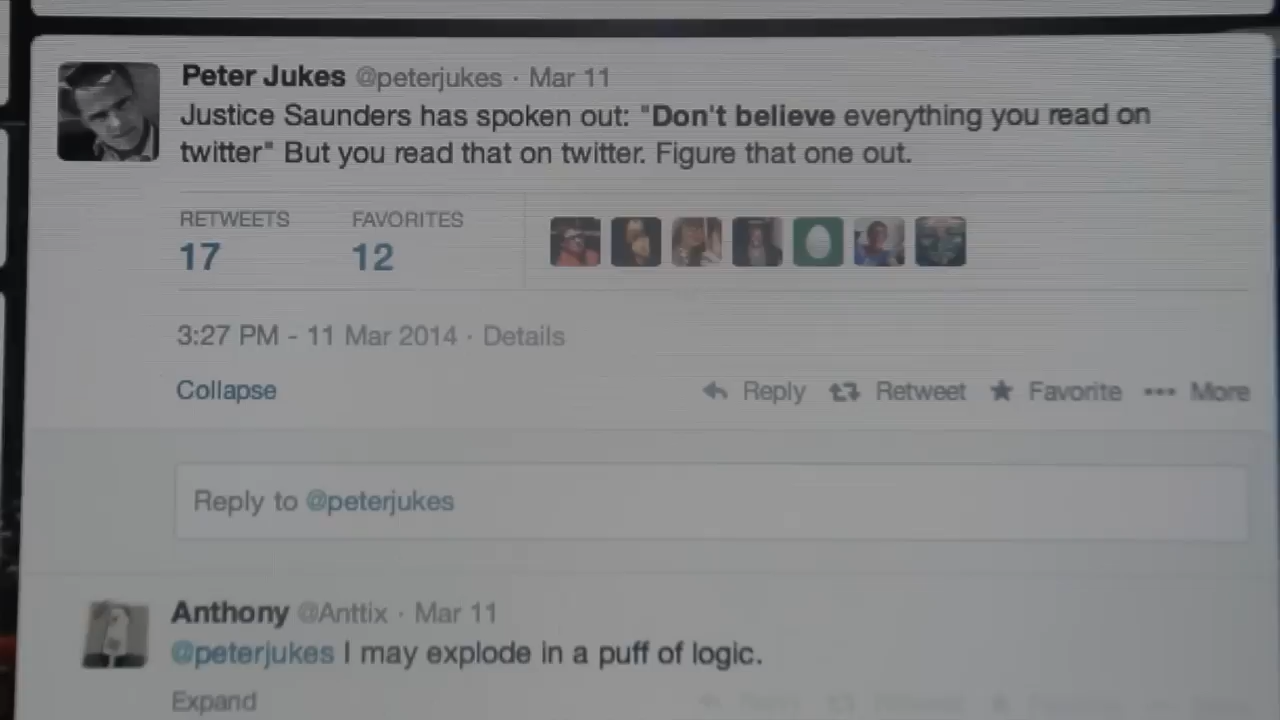 Peter Jukes @peterjukes · Mar 11
Justice Saunders has spoken out: "Don't believe everything you read on
twitter" But you read that on twitter. Figure that one out.
RETWEETS FAVORITES
17 12
3:27 PM - 11 Mar 2014 · Details
Collapse Reply Retweet Favorite More
Reply to @peterjukes
Anthony @Anttix · Mar 11
@peterjukes I may explode in a puff of logic.
Expand